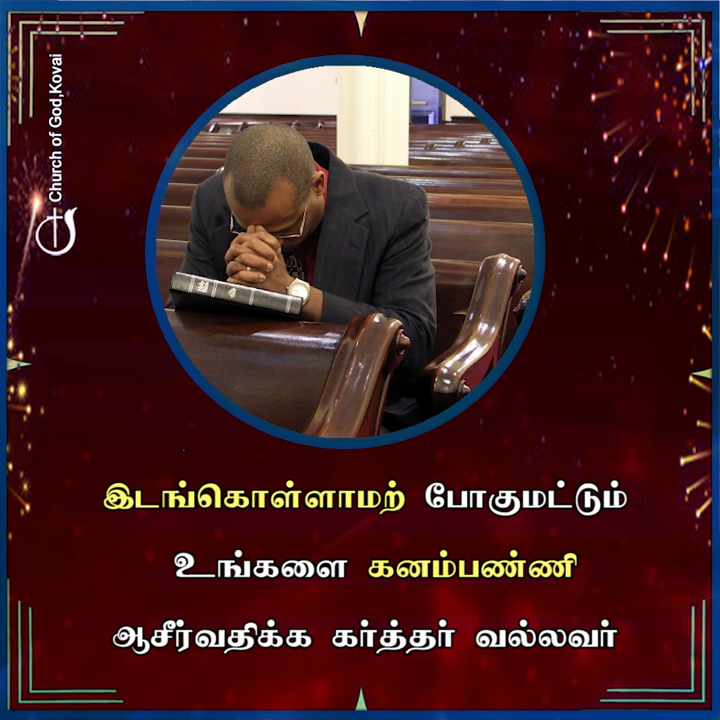 Church of God,Kovai
இடங்கொள்ளாமற் போகுமட்டும்
உங்களை கனம்பண்ணி
ஆசீர்வதிக்க கர்த்தர் வல்லவர்